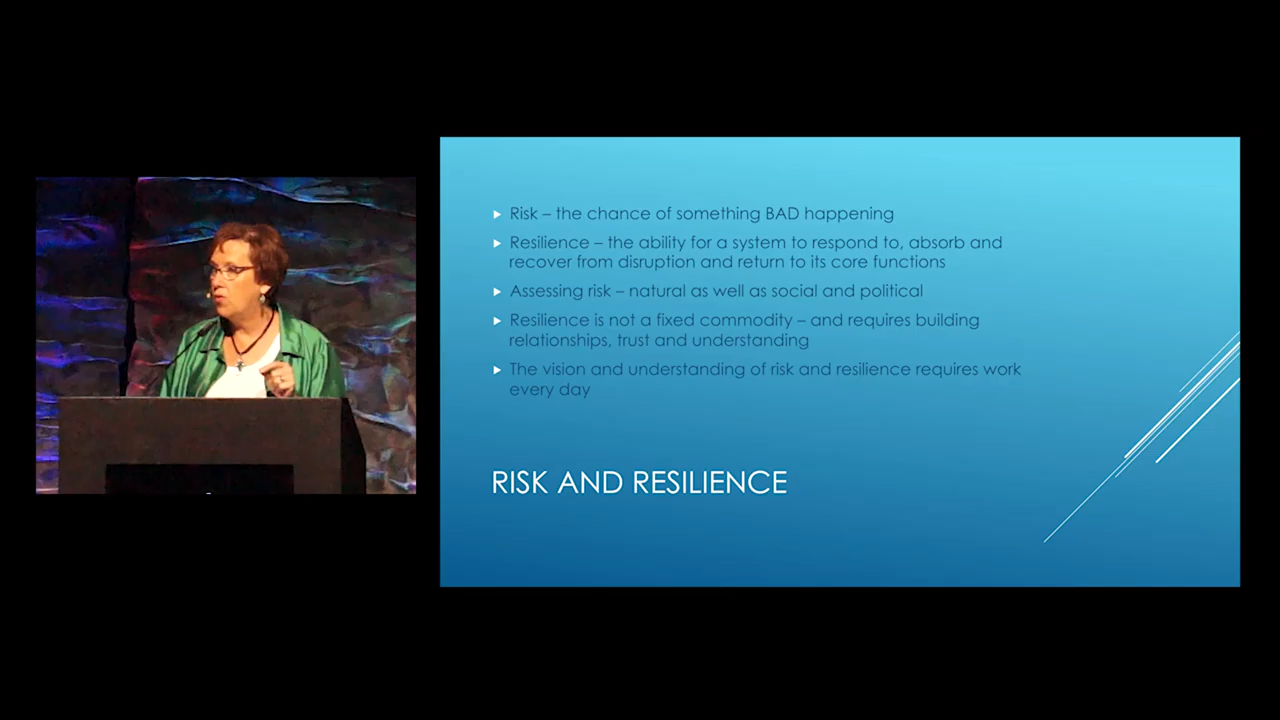 Risk – the chance of something BAD happening
Resilience – the ability for a system to respond to, absorb and
recover from disruption and return to its core functions
Assessing risk – natural as well as social and political
Resilience is not a fixed commodity – and requires building
relationships, trust and understanding
The vision and understanding of risk and resilience requires work
every day
RISK AND RESILIENCE